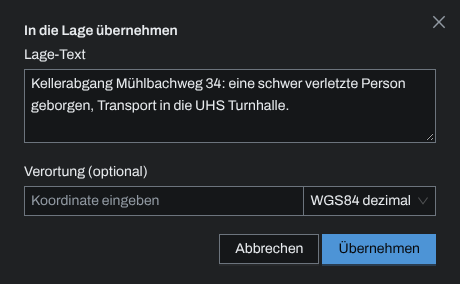 In die Lage übernehmen
Lage-Text
Kellerabgang Mühlbachweg 34: eine schwer verletzte Person
geborgen, Transport in die UHS Turnhalle.
Verortung (optional)
Koordinate eingeben
WGS84 dezimal
Abbrechen
Übernehmen